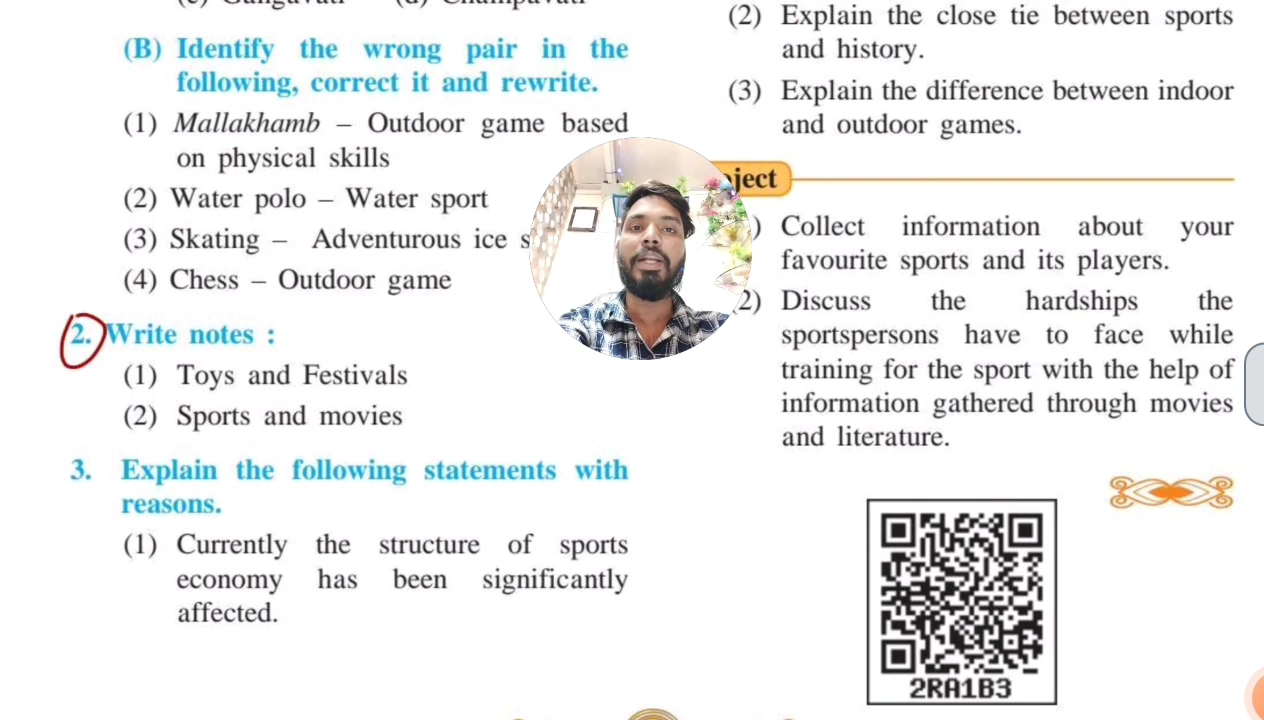 (B) Identify the wrong pair in the
following, correct it and rewrite.
(1) Mallakhamb – Outdoor game based
on physical skills
(2) Water polo – Water sport
(3) Skating – Adventurous ice
(4) Chess – Outdoor game
2. Write notes :
(1) Toys and Festivals
(2) Sports and movies
3. Explain the following statements with
reasons.
(1) Currently the structure of sports
economy has been significantly
affected.
(2) Explain the close tie between sports
and history.
(3) Explain the difference between indoor
and outdoor games.
Collect information about your
favourite sports and its players.
2) Discuss the hardships the
sportspersons have to face while
training for the sport with the help of
information gathered through movies
and literature.
2RA1B3